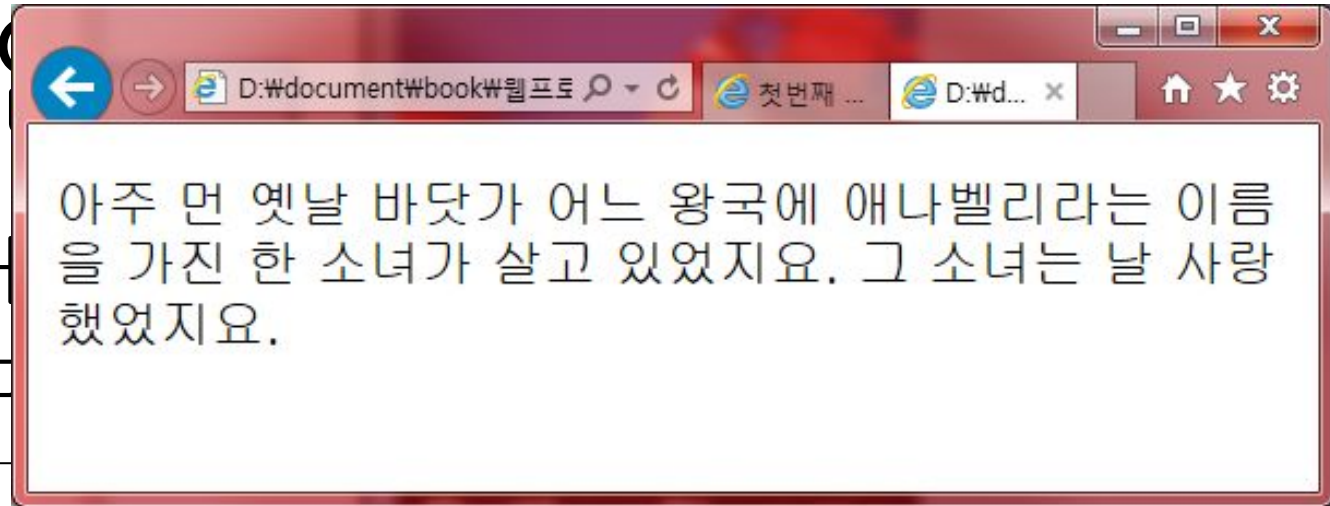 D:₩document₩book₩웹프로
첫번째 ...
D:₩d...
아주 먼 옛날 바닷가 어느 왕국에 애나벨리라는 이름
을 가진 한 소녀가 살고 있었지요. 그 소녀는 날 사랑
했었지요.